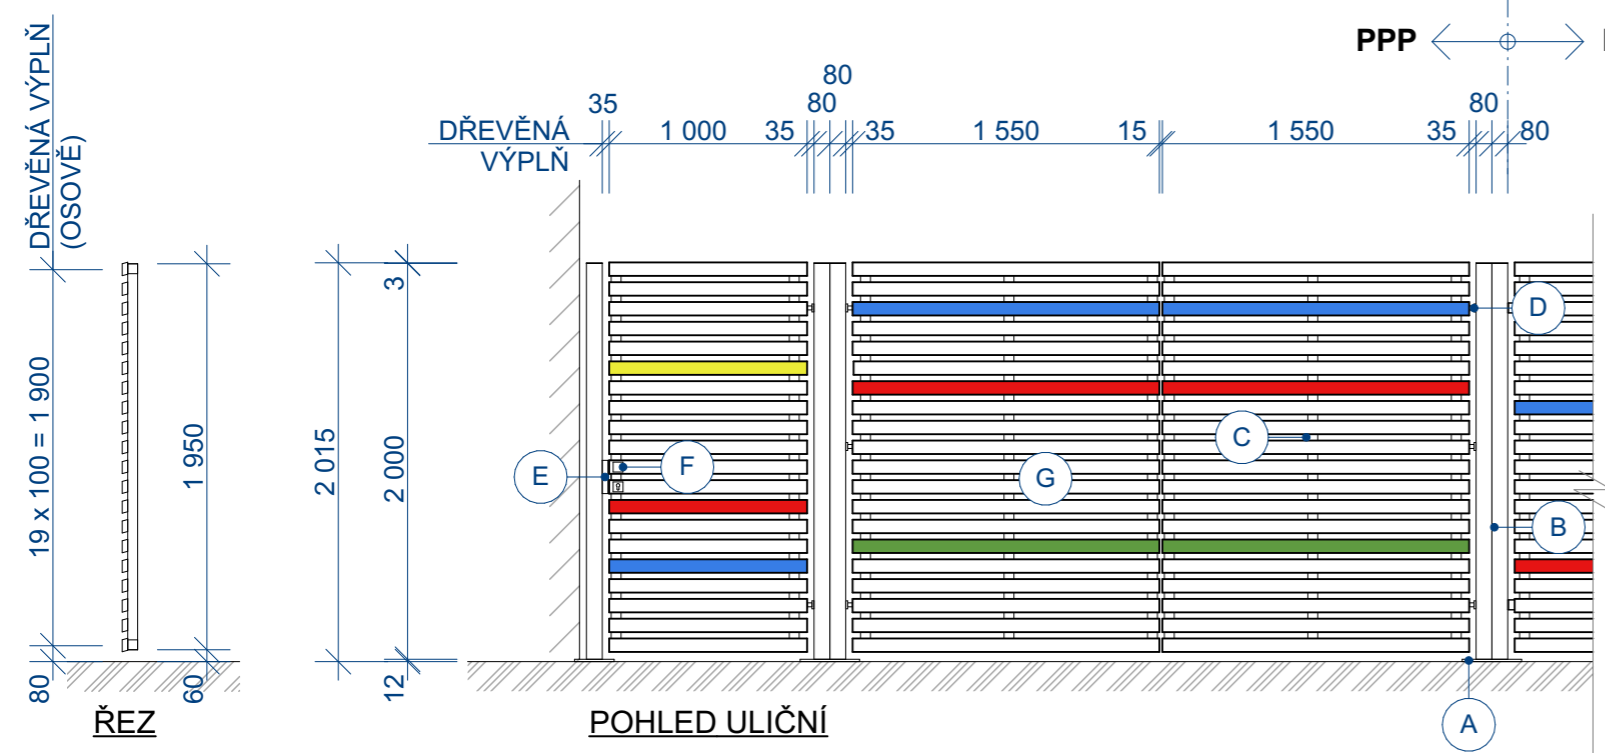 PPP
80
35
80
80
DŘEVĚNÁ
VÝPLŇ
1 000
35
35
1 550
15
1 550
35
80
DŘEVĚNÁ VÝPLŇ
(OSOVĚ)
19 x 100 = 1 900
80
1 950
60
2 015
3
2 000
12
D
C
F
E
G
B
A
ŘEZ
POHLED ULIČNÍ